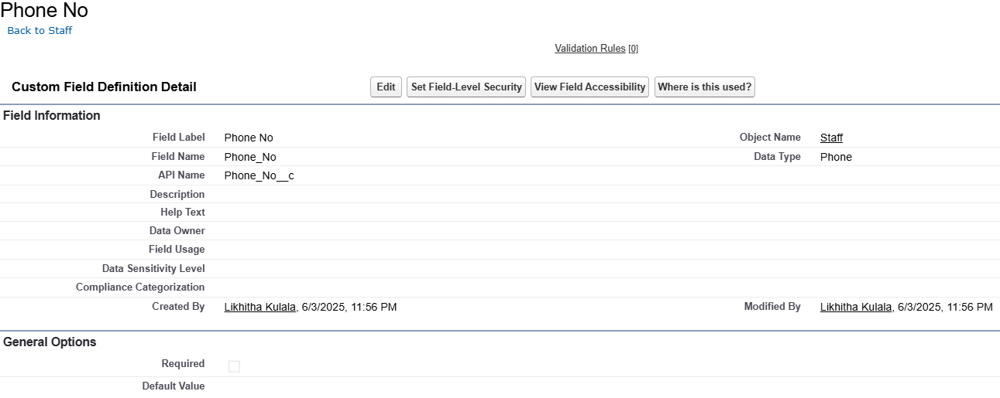 Phone No
Back to Staff
Validation Rules [0]
Custom Field Definition Detail Edit Set Field-Level Security View Field Accessibility Where is this used?
Field Information
Field Label Phone No Object Name Staff
Field Name Phone_No Data Type Phone
API Name Phone_No__c
Description
Help Text
Data Owner
Field Usage
Data Sensitivity Level
Compliance Categorization
Created By Likhitha Kulala, 6/3/2025, 11:56 PM Modified By Likhitha Kulala, 6/3/2025, 11:56 PM
General Options
Required
Default Value